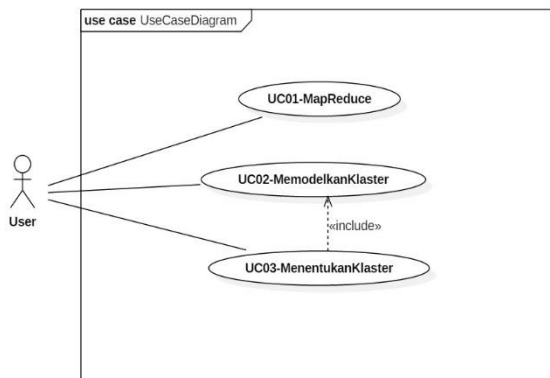 use case UseCaseDiagram
UC01-MapReduce
UC02-MemodelkanKlaster
User
«include»
UC03-MenentukanKlaster